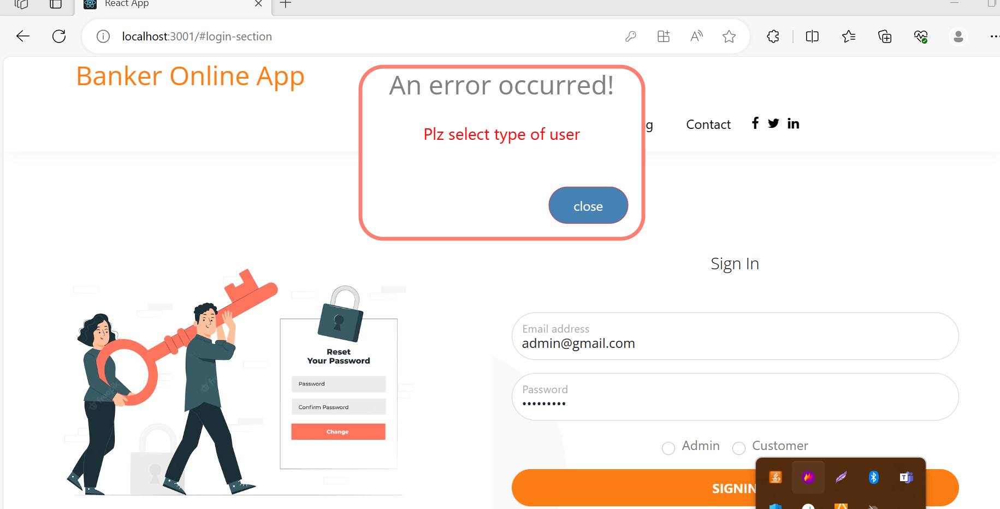 React App
localhost:3001/#login-section
Banker Online App
An error occurred!
Plz select type of user
close
g
Contact
Sign In
Email address
admin@gmail.com
Password
•••••••••
Admin
Customer
SIGNIN
Reset
Your Password
Password
Confirm Password
Change